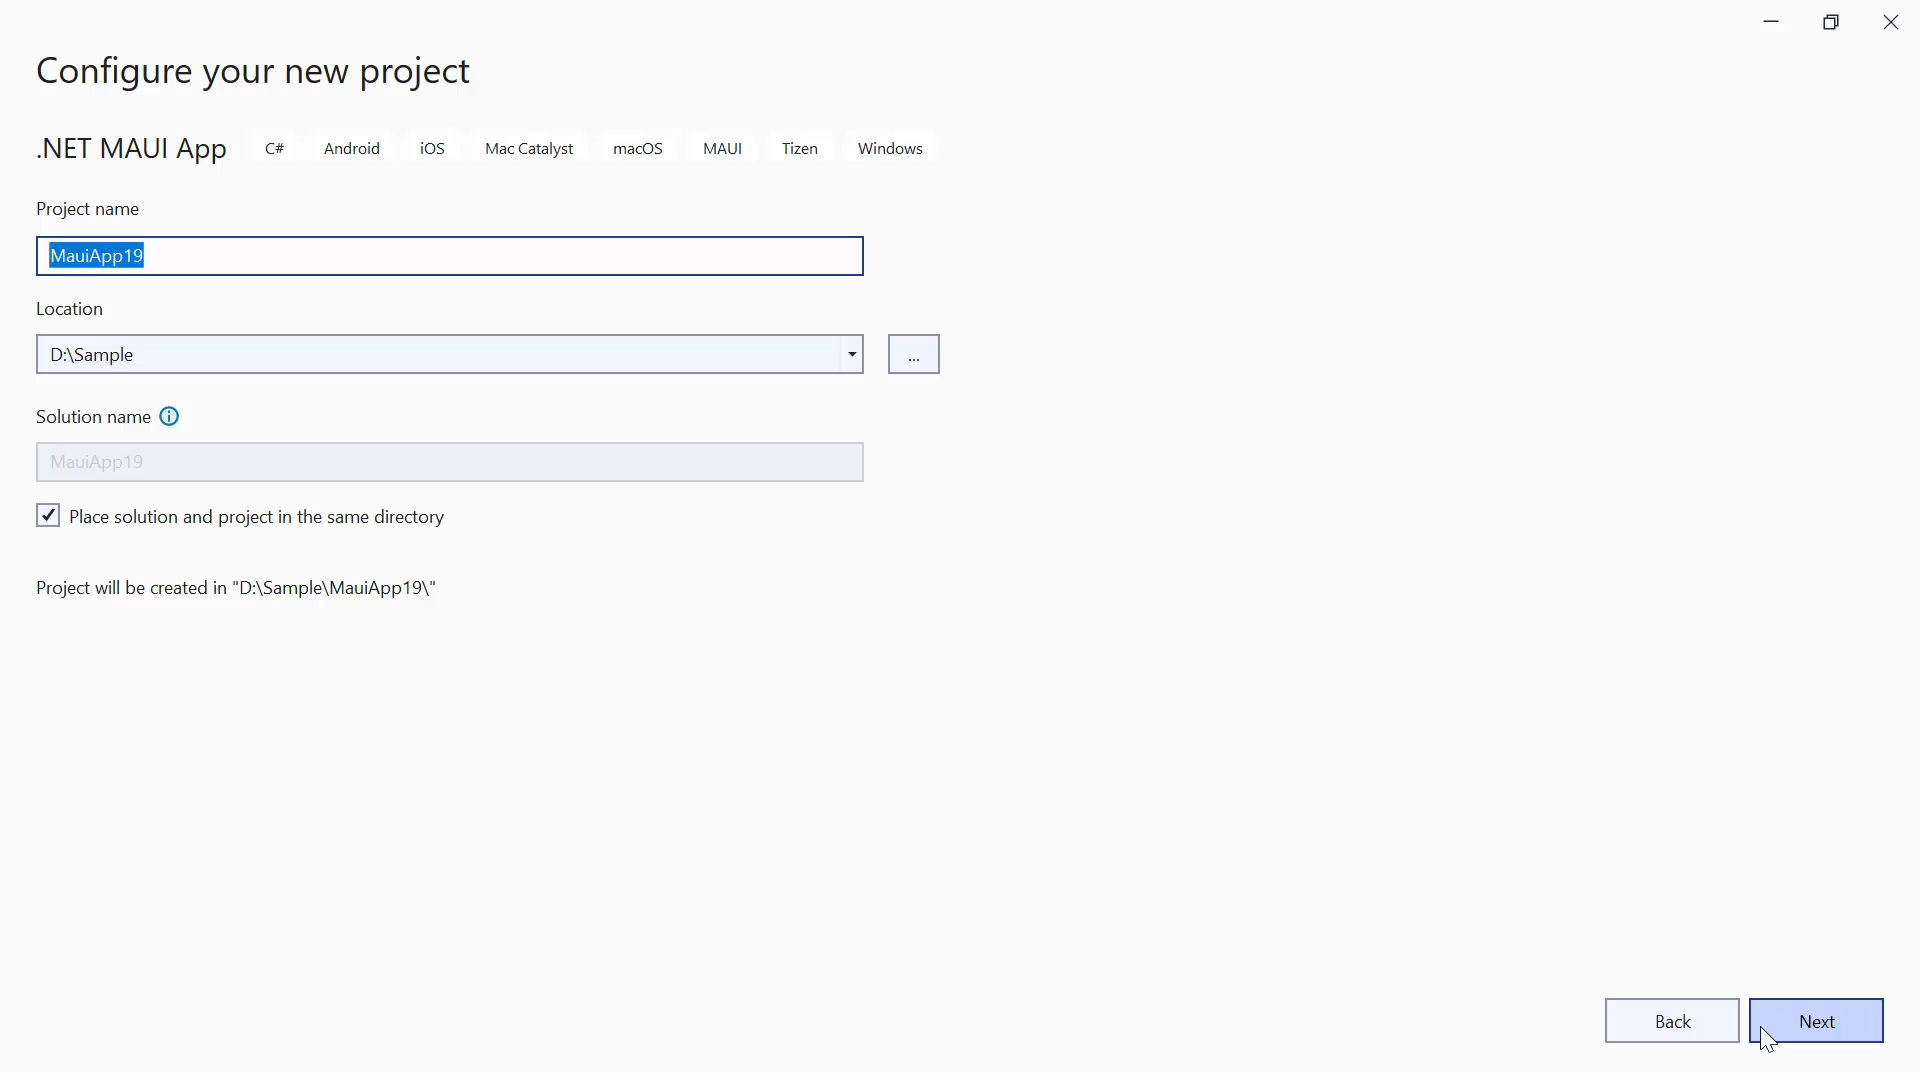 Configure your new project
.NET MAUI App C# Android iOS Mac Catalyst macOS MAUI Tizen Windows
Project name
MauiApp19
Location
D:\Sample
...
Solution name
MauiApp19
Place solution and project in the same directory
Project will be created in "D:\Sample\MauiApp19\"
Back Next